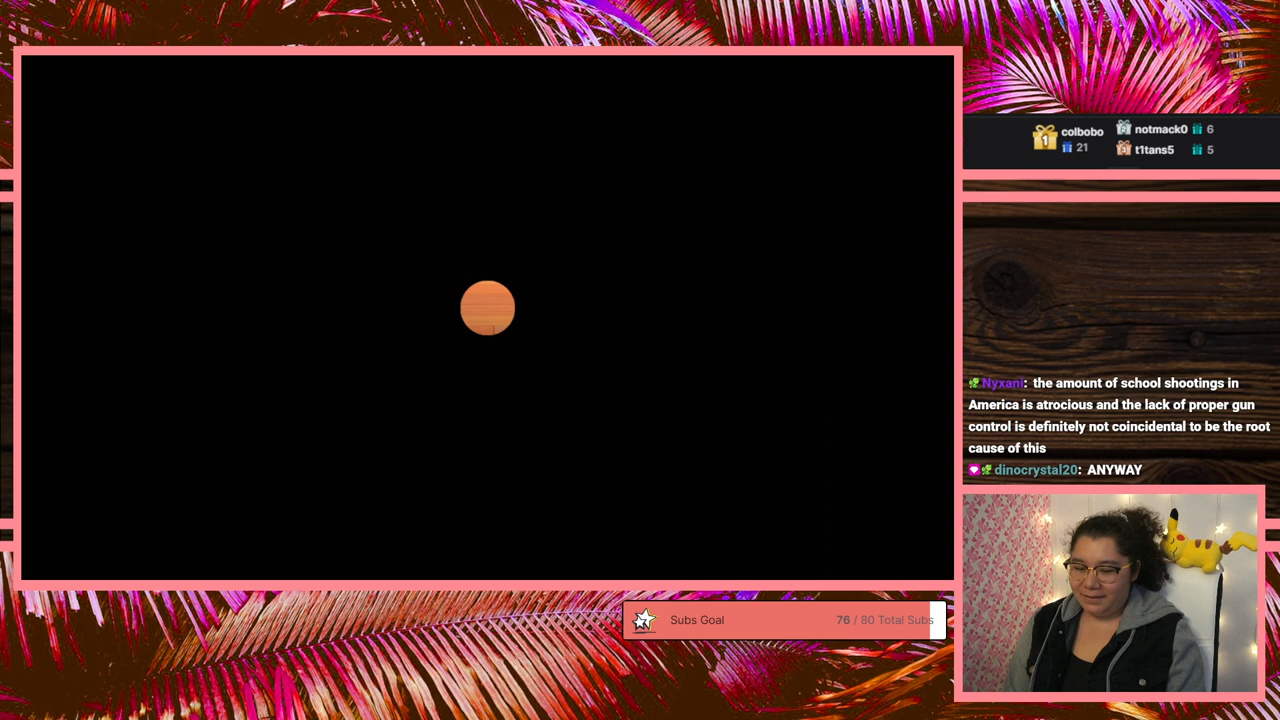 colbobo
21
notmack0 6
t1tans5 5
Nyxani: the amount of school shootings in
America is atrocious and the lack of proper gun
control is definitely not coincidental to be the root
cause of this
dinocrystal20: ANYWAY
Subs Goal 76 / 80 Total Subs